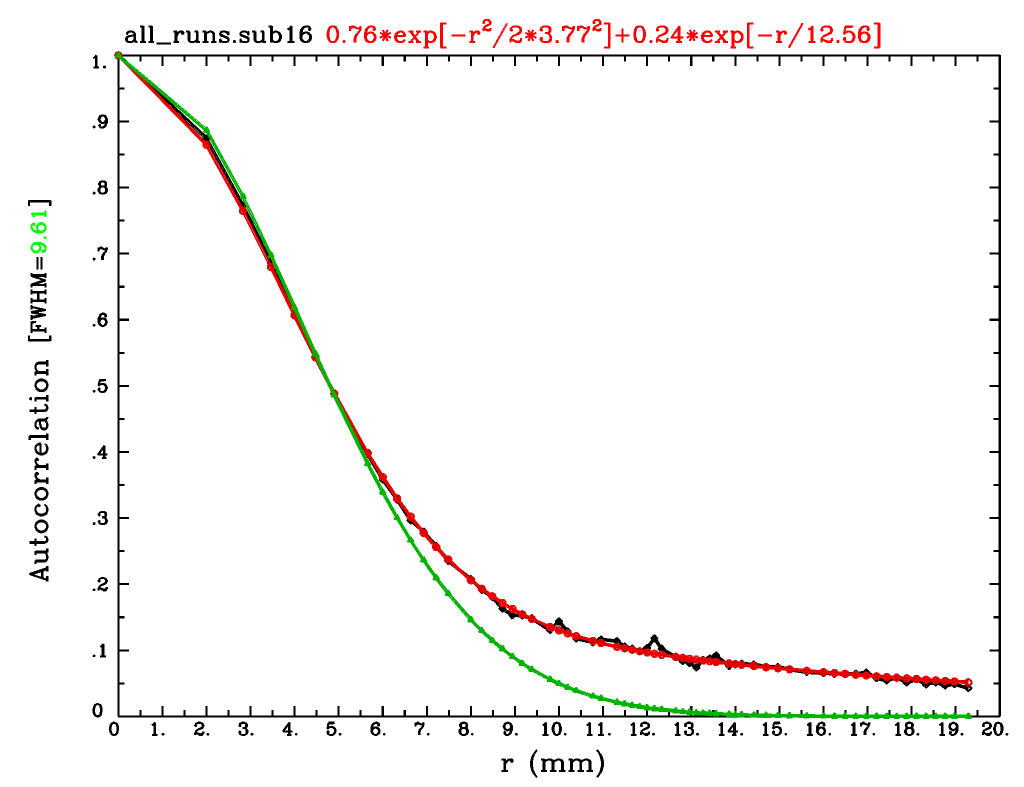 all_runs.sub16 0.76*exp[-r²/2*3.77²]+0.24*exp[-r/12.56]
1.
.9
.8
.7
.6
.5
.4
.3
.2
.1
0
Autocorrelation [FWHM=9.61]
0 1. 2. 3. 4. 5. 6. 7. 8. 9. 10. 11. 12. 13. 14. 15. 16. 17. 18. 19. 20.
r (mm)